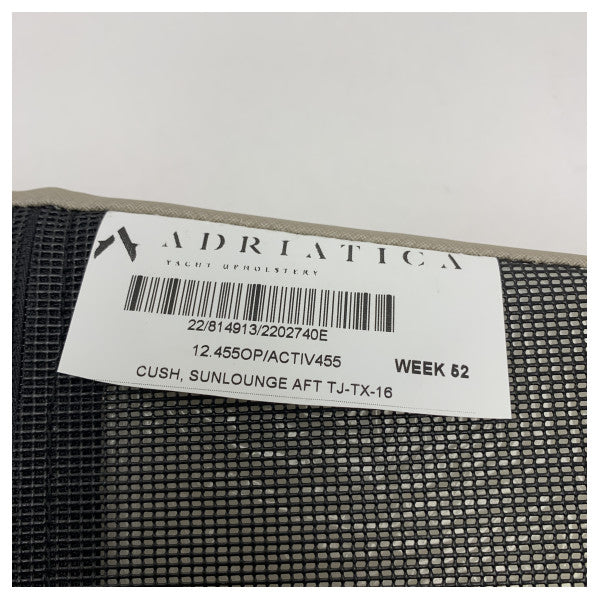 ADRIATICA
YACHT UPHOLSTERY
22/814913/2202740E
12.455OP/ACTIV455
WEEK 52
CUSH, SUNLOUNGE AFT TJ-TX-16